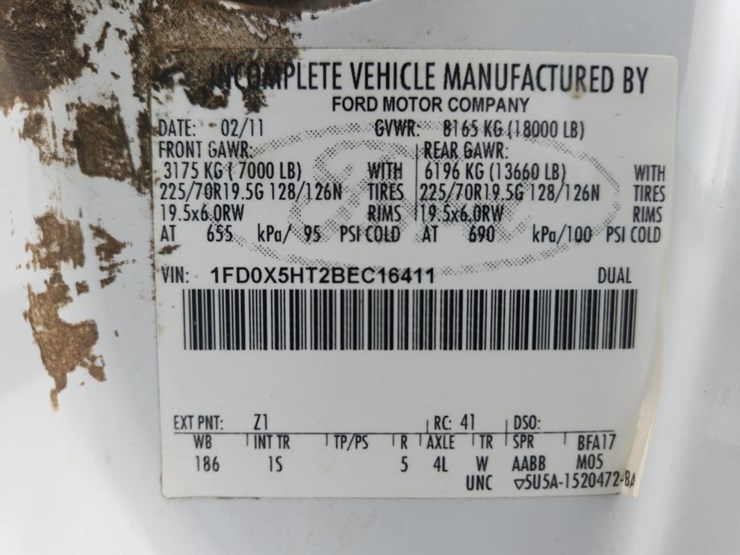 INCOMPLETE VEHICLE MANUFACTURED BY
FORD MOTOR COMPANY
DATE: 02/11 GVWR: 8165 KG (18000 LB)
FRONT GAWR: REAR GAWR:
3175 KG (7000 LB) WITH 6196 KG (13660 LB) WITH
225/70R19.5G 128/126N TIRES 225/70R19.5G 128/126N TIRES
19.5x6.0RW RIMS 19.5x6.0RW RIMS
AT 655 kPa/ 95 PSI COLD AT 690 kPa/100 PSI COLD
VIN: 1FD0X5HT2BEC16411 DUAL
EXT PNT: Z1 RC: 41 DSO:
WB INT TR TP/PS R AXLE TR SPR BFA17
186 1S 5 4L W AABB M05
UNC ▽5U5A-1520472-BA